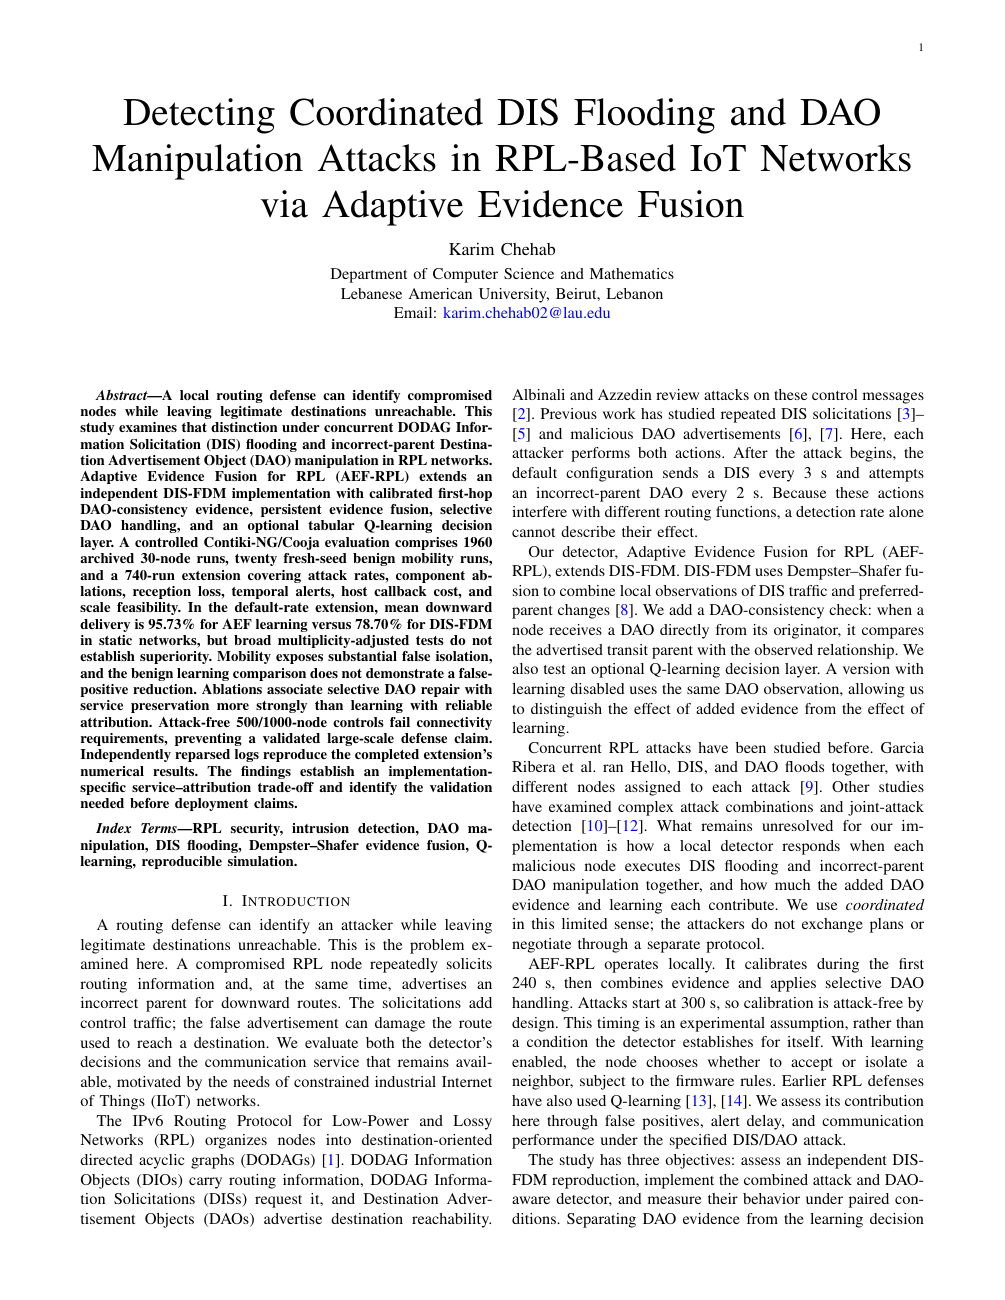 1
Detecting Coordinated DIS Flooding and DAO
Manipulation Attacks in RPL-Based IoT Networks
via Adaptive Evidence Fusion
Karim Chehab
Department of Computer Science and Mathematics
Lebanese American University, Beirut, Lebanon
Email: karim.chehab02@lau.edu
Abstract—A local routing defense can identify compromised
nodes while leaving legitimate destinations unreachable. This
study examines that distinction under concurrent DODAG Infor-
mation Solicitation (DIS) flooding and incorrect-parent Destina-
tion Advertisement Object (DAO) manipulation in RPL networks.
Adaptive Evidence Fusion for RPL (AEF-RPL) extends an
independent DIS-FDM implementation with calibrated first-hop
DAO-consistency evidence, persistent evidence fusion, selective
DAO handling, and an optional tabular Q-learning decision
layer. A controlled Contiki-NG/Cooja evaluation comprises 1960
archived 30-node runs, twenty fresh-seed benign mobility runs,
and a 740-run extension covering attack rates, component ab-
lations, reception loss, temporal alerts, host callback cost, and
scale feasibility. In the default-rate extension, mean downward
delivery is 95.73% for AEF learning versus 78.70% for DIS-FDM
in static networks, but broad multiplicity-adjusted tests do not
establish superiority. Mobility exposes substantial false isolation,
and the benign learning comparison does not demonstrate a false-
positive reduction. Ablations associate selective DAO repair with
service preservation more strongly than learning with reliable
attribution. Attack-free 500/1000-node controls fail connectivity
requirements, preventing a validated large-scale defense claim.
Independently reparsed logs reproduce the completed extension's
numerical results. The findings establish an implementation-
specific service–attribution trade-off and identify the validation
needed before deployment claims.
Index Terms—RPL security, intrusion detection, DAO ma-
nipulation, DIS flooding, Dempster–Shafer evidence fusion, Q-
learning, reproducible simulation.
I. INTRODUCTION
A routing defense can identify an attacker while leaving
legitimate destinations unreachable. This is the problem ex-
amined here. A compromised RPL node repeatedly solicits
routing information and, at the same time, advertises an
incorrect parent for downward routes. The solicitations add
control traffic; the false advertisement can damage the route
used to reach a destination. We evaluate both the detector's
decisions and the communication service that remains avail-
able, motivated by the needs of constrained industrial Internet
of Things (IIoT) networks.
The IPv6 Routing Protocol for Low-Power and Lossy
Networks (RPL) organizes nodes into destination-oriented
directed acyclic graphs (DODAGs) [1]. DODAG Information
Objects (DIOs) carry routing information, DODAG Informa-
tion Solicitations (DISs) request it, and Destination Adver-
tisement Objects (DAOs) advertise destination reachability.
Albinali and Azzedin review attacks on these control messages
[2]. Previous work has studied repeated DIS solicitations [3]–
[5] and malicious DAO advertisements [6], [7]. Here, each
attacker performs both actions. After the attack begins, the
default configuration sends a DIS every 3 s and attempts
an incorrect-parent DAO every 2 s. Because these actions
interfere with different routing functions, a detection rate alone
cannot describe their effect.
Our detector, Adaptive Evidence Fusion for RPL (AEF-
RPL), extends DIS-FDM. DIS-FDM uses Dempster–Shafer fu-
sion to combine local observations of DIS traffic and preferred-
parent changes [8]. We add a DAO-consistency check: when a
node receives a DAO directly from its originator, it compares
the advertised transit parent with the observed relationship. We
also test an optional Q-learning decision layer. A version with
learning disabled uses the same DAO observation, allowing us
to distinguish the effect of added evidence from the effect of
learning.
Concurrent RPL attacks have been studied before. Garcia
Ribera et al. ran Hello, DIS, and DAO floods together, with
different nodes assigned to each attack [9]. Other studies
have examined complex attack combinations and joint-attack
detection [10]–[12]. What remains unresolved for our im-
plementation is how a local detector responds when each
malicious node executes DIS flooding and incorrect-parent
DAO manipulation together, and how much the added DAO
evidence and learning each contribute. We use coordinated
in this limited sense; the attackers do not exchange plans or
negotiate through a separate protocol.
AEF-RPL operates locally. It calibrates during the first
240 s, then combines evidence and applies selective DAO
handling. Attacks start at 300 s, so calibration is attack-free by
design. This timing is an experimental assumption, rather than
a condition the detector establishes for itself. With learning
enabled, the node chooses whether to accept or isolate a
neighbor, subject to the firmware rules. Earlier RPL defenses
have also used Q-learning [13], [14]. We assess its contribution
here through false positives, alert delay, and communication
performance under the specified DIS/DAO attack.
The study has three objectives: assess an independent DIS-
FDM reproduction, implement the combined attack and DAO-
aware detector, and measure their behavior under paired con-
ditions. Separating DAO evidence from the learning decision